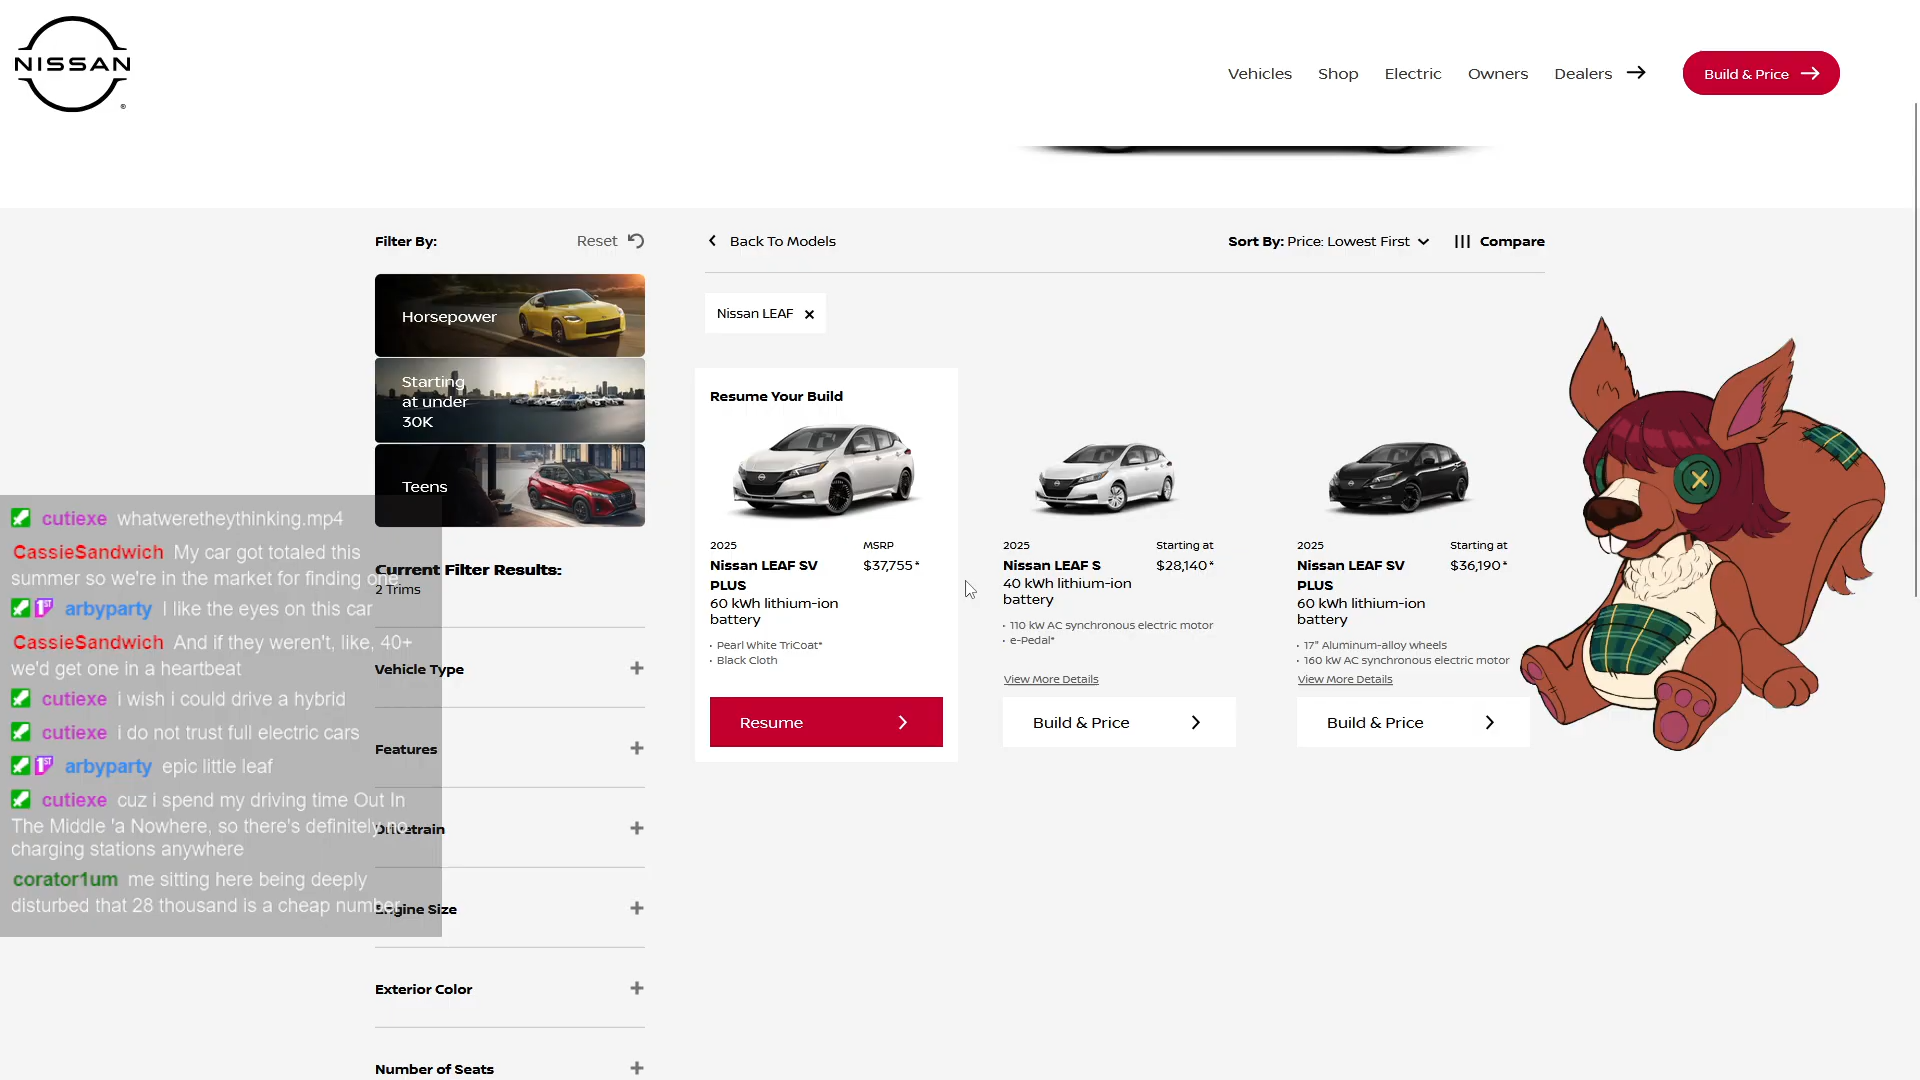 NISSAN
®
Vehicles
Shop
Electric
Owners
Dealers
Build & Price
Filter By:
Reset
Back To Models
Sort By: Price: Lowest First
Compare
Horsepower
Starting
at under
30K
Teens
Nissan LEAF
Current Filter Results:
2 Trims
Vehicle Type
Features
Drivetrain
Engine Size
Exterior Color
Number of Seats
Resume Your Build
2025
MSRP
Nissan LEAF SV
$37,755*
PLUS
60 kWh lithium-ion
battery
· Pearl White TriCoat*
· Black Cloth
Resume
2025
Starting at
Nissan LEAF S
$28,140*
40 kWh lithium-ion
battery
· 110 kW AC synchronous electric motor
· e-Pedal*
View More Details
Build & Price
2025
Starting at
Nissan LEAF SV
$36,190*
PLUS
60 kWh lithium-ion
battery
· 17" Aluminum-alloy wheels
· 160 kW AC synchronous electric motor
View More Details
Build & Price
cutiexe whatweretheythinking.mp4
CassieSandwich My car got totaled this
summer so we're in the market for finding one
1ST arbyparty I like the eyes on this car
CassieSandwich And if they weren't, like, 40+
we'd get one in a heartbeat
cutiexe i wish i could drive a hybrid
cutiexe i do not trust full electric cars
1ST arbyparty epic little leaf
cutiexe cuz i spend my driving time Out In
The Middle 'a Nowhere, so there's definitely no
charging stations anywhere
corator1um me sitting here being deeply
disturbed that 28 thousand is a cheap number